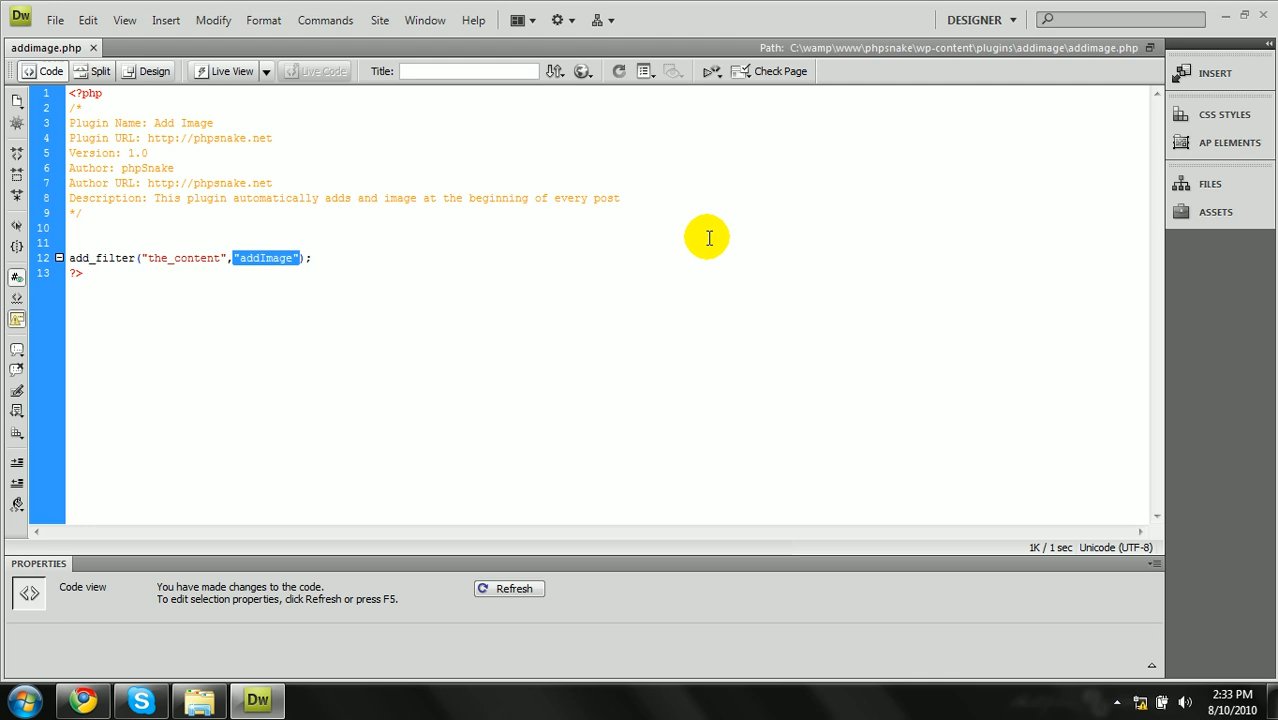 Dw File Edit View Insert Modify Format Commands Site Window Help DESIGNER
addimage.php Path: C:\wamp\www\phpsnake\wp-content\plugins\addimage\addimage.php
Code Split Design Live View Live Code Title: Check Page
INSERT
CSS STYLES
AP ELEMENTS
FILES
ASSETS
1 <?php
2 /*
3 Plugin Name: Add Image
4 Plugin URL: http://phpsnake.net
5 Version: 1.0
6 Author: phpSnake
7 Author URL: http://phpsnake.net
8 Description: This plugin automatically adds and image at the beginning of every post
9 */
10
11
12 add_filter("the_content","addImage");
13 ?>
1K / 1 sec Unicode (UTF-8)
PROPERTIES
Code view You have made changes to the code. Refresh
To edit selection properties, click Refresh or press F5.
Dw
2:33 PM
8/10/2010